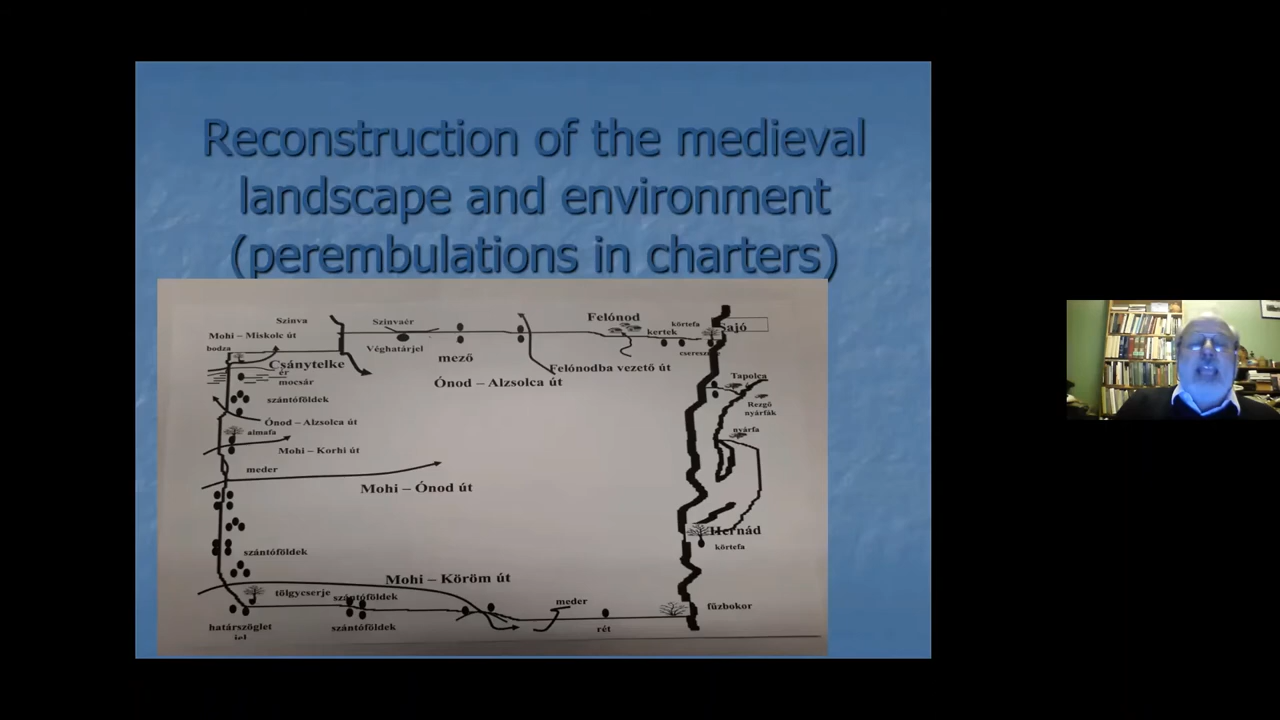 Reconstruction of the medieval
landscape and environment
(perembulations in charters)
Szinva
Mohi – Miskolc út
bodza
Csánytelke
ér
mocsár
szántóföldek
Ónod – Alzsolca út
almafa
Mohi – Korhi út
meder
Mohi – Ónod út
szántóföldek
Mohi – Köröm út
tölgycserje
szántóföldek
határszöglet
jel
szántóföldek
Szinvaér
Véghatárjel
mező
Ónod – Alzsolca út
Felónod
kertek
körtefa
Felónodba vezető út
Sajó
Tapolca
Rezgő
nyárfák
nyárfa
Hernád
körtefa
fűzbokor
meder
rét